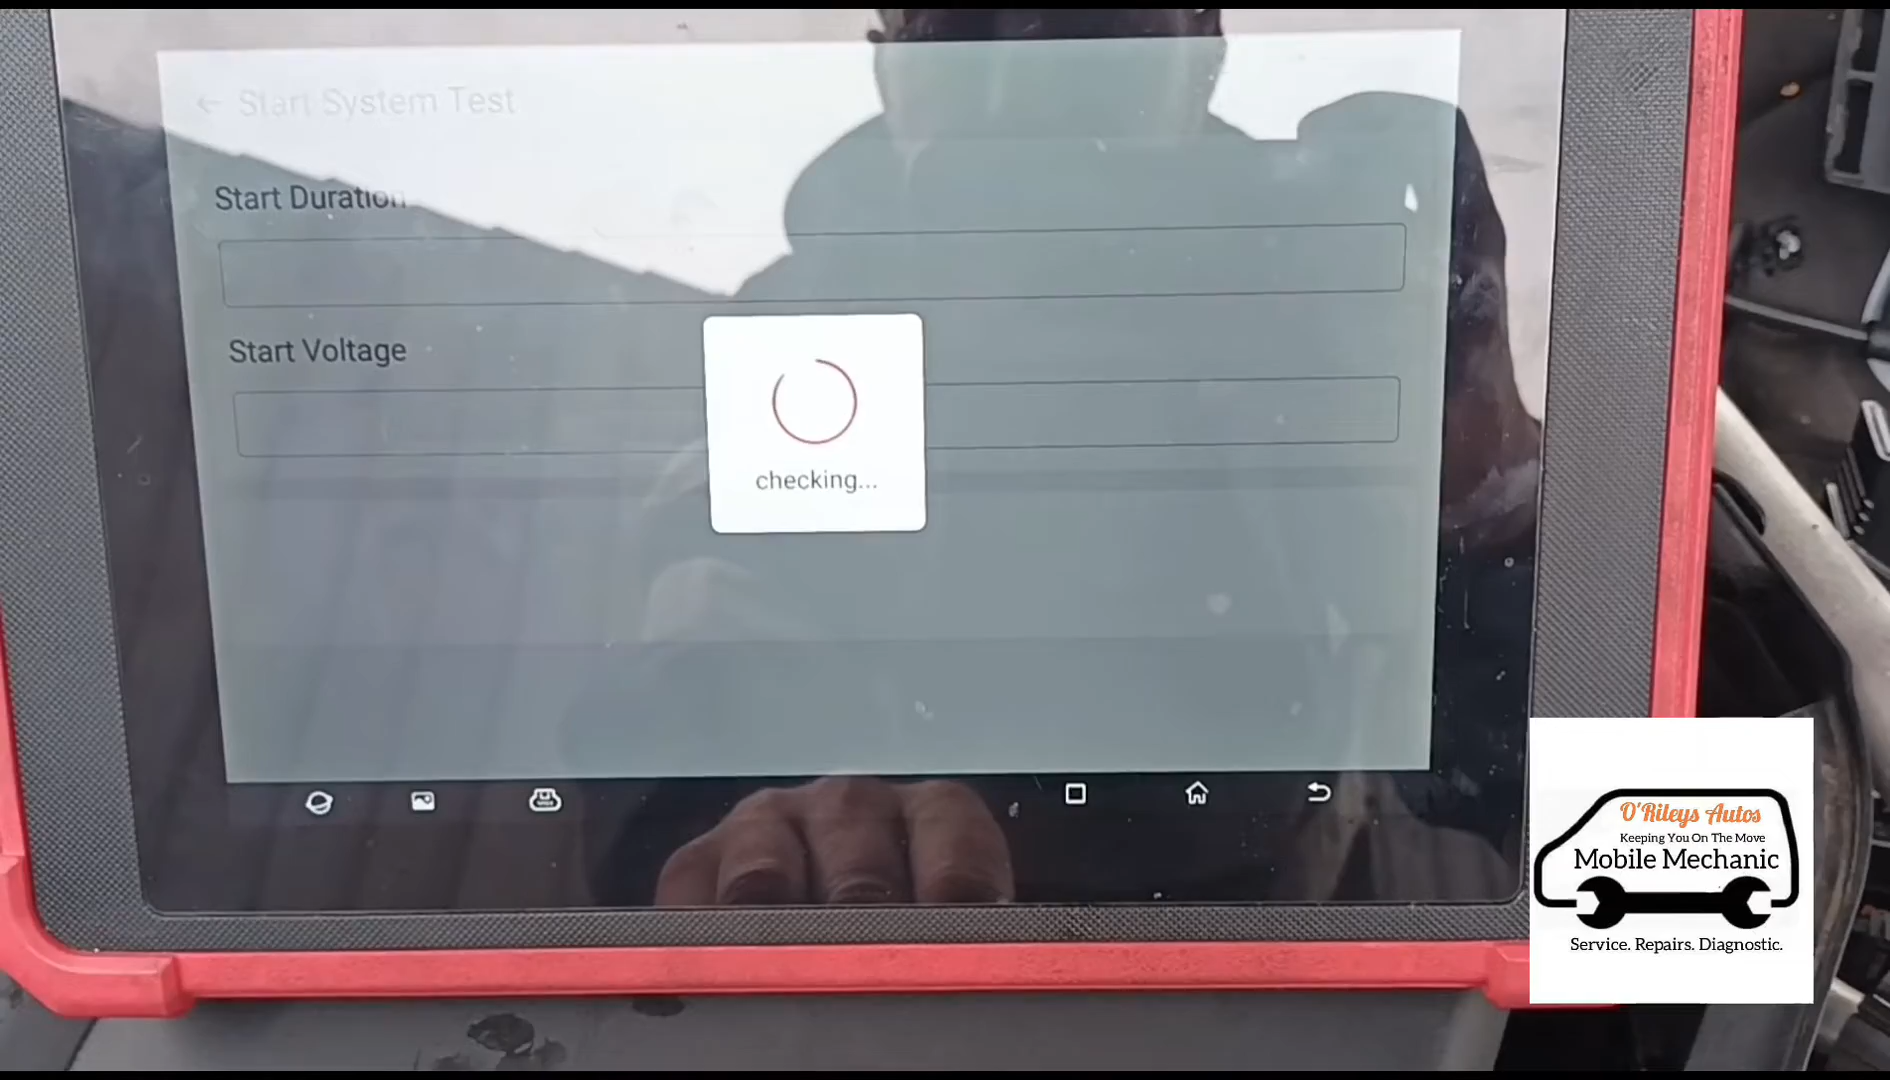 Start System Test
Start Duration
Start Voltage
checking...
O'Rileys Autos
Keeping You On The Move
Mobile Mechanic
Service. Repairs. Diagnostic.